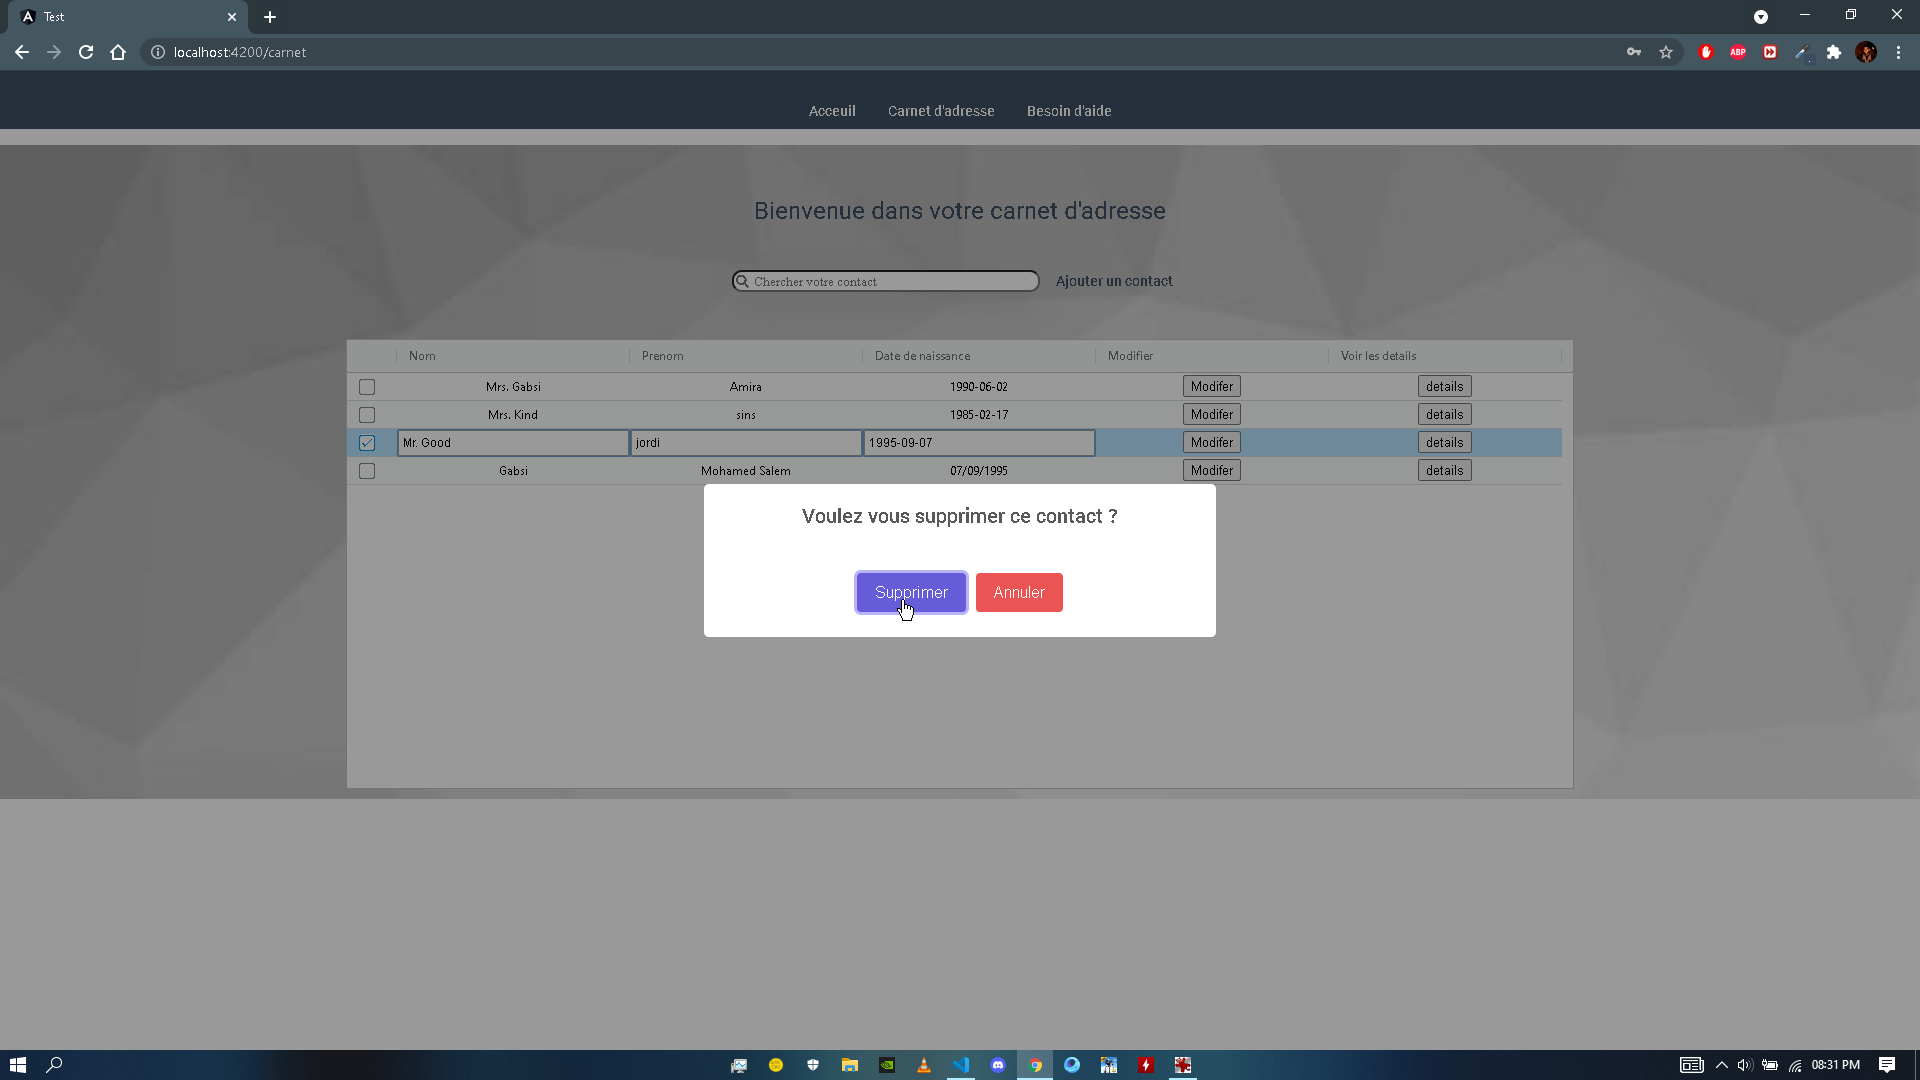 Test
localhost:4200/carnet
ABP
Acceuil Carnet d'adresse Besoin d'aide
Bienvenue dans votre carnet d'adresse
Chercher votre contact Ajouter un contact
Nom Prenom Date de naissance Modifier Voir les details
Mrs. Gabsi Amira 1990-06-02 Modifer details
Mrs. Kind sins 1985-02-17 Modifer details
Mr. Good jordi 1995-09-07 Modifer details
Gabsi Mohamed Salem 07/09/1995 Modifer details
Voulez vous supprimer ce contact ?
Supprimer Annuler
08:31 PM